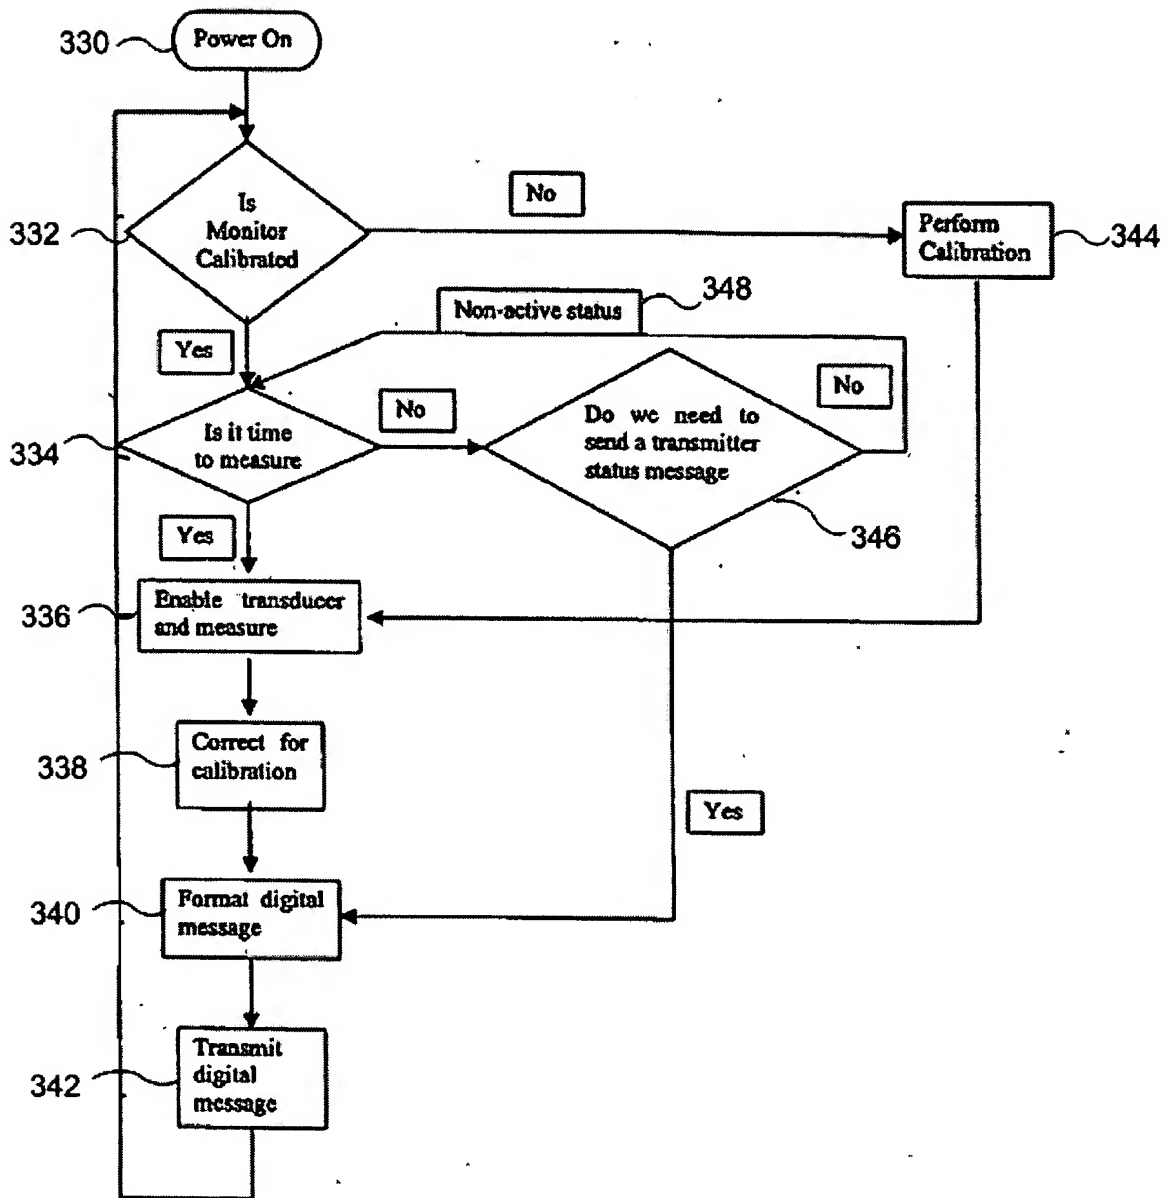 330
Power On
332
Is
Monitor
Calibrated
No
Perform
Calibration
344
Yes
Non-active status
348
334
Is it time
to measure
No
Do we need to
send a transmitter
status message
No
346
Yes
336
Enable transducer
and measure
338
Correct for
calibration
Yes
340
Format digital
message
342
Transmit
digital
message